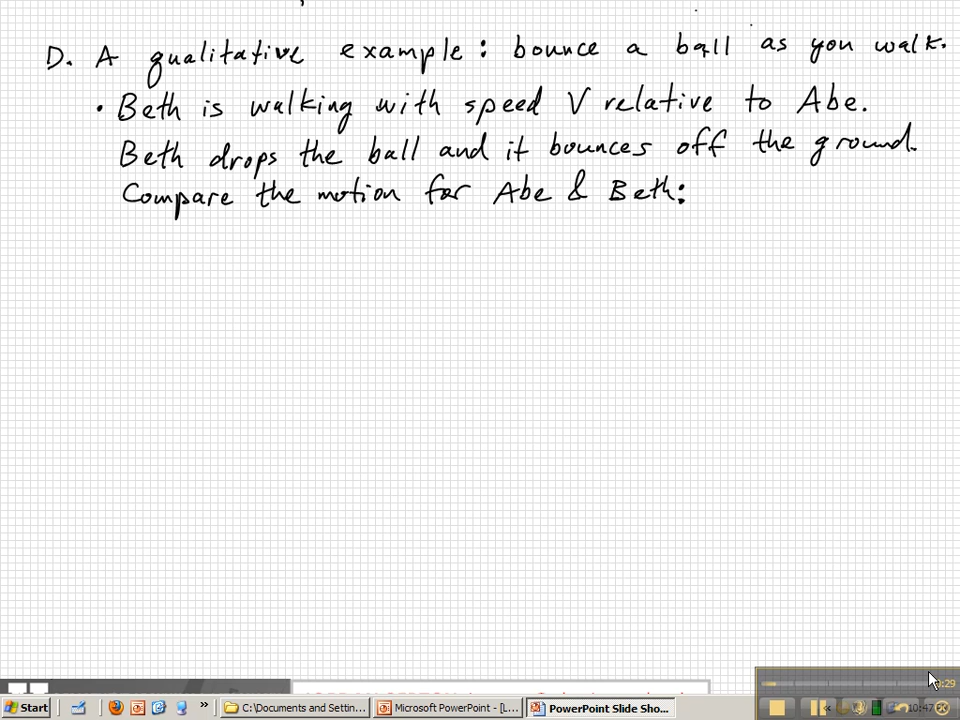 D. A qualitative example: bounce a ball as you walk.
• Beth is walking with speed V relative to Abe.
Beth drops the ball and it bounces off the ground.
Compare the motion for Abe & Beth:
Start
»
C:\Documents and Settin...
Microsoft PowerPoint - [L...
PowerPoint Slide Sho...
«
10:47